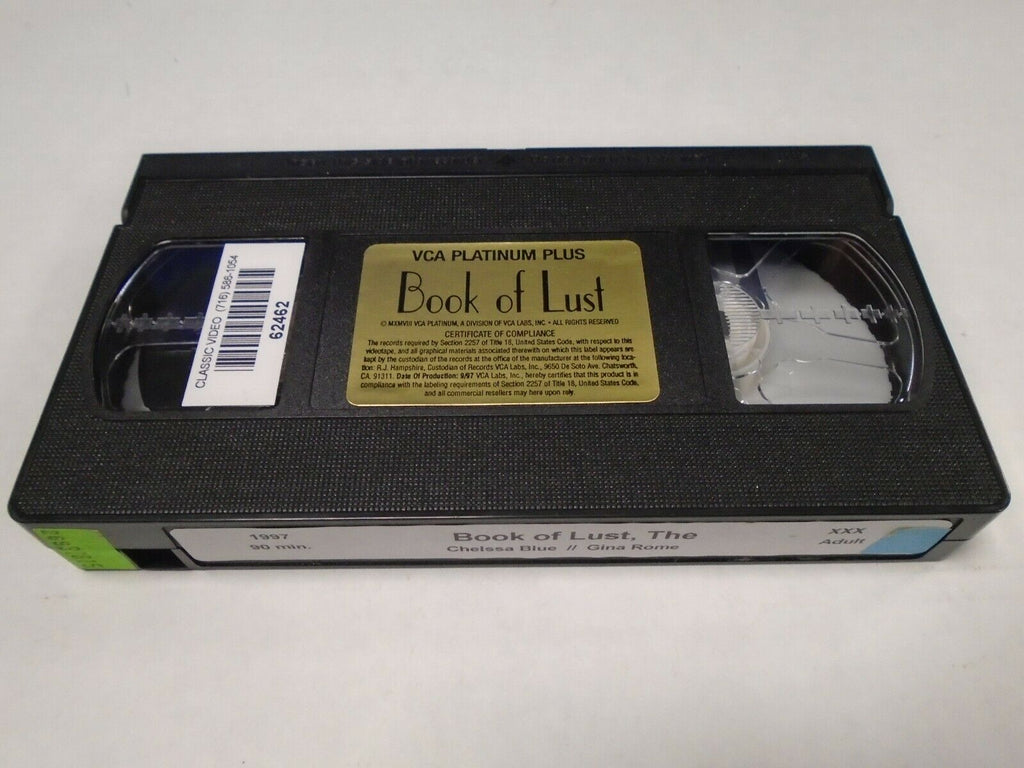 CLASSIC VIDEO (716) 586-1054
62462
VCA PLATINUM PLUS
Book of Lust
© MXMVIII VCA PLATINUM, A DIVISION OF VCA LABS, INC. • ALL RIGHTS RESERVED
CERTIFICATE OF COMPLIANCE
The records required by Section 2257 of Title 18, United States Code, with respect to this
videotape, and all graphical materials associated therewith on which this label appears are
kept by the custodian of the records at the office of the manufacturer at the following loca-
tion: R.J. Hampshire, Custodian of Records VCA Labs, Inc., 9650 De Soto Ave. Chatsworth,
CA. 91311. Date Of Production: 9/97 VCA Labs, Inc., hereby certifies that this product is in
compliance with the labeling requirements of Section 2257 of Title 18, United States Code,
and all commercial resellers may here upon rely.
1997
90 min.
Book of Lust, The
Chelssa Blue // Gina Rome
XXX
Adult